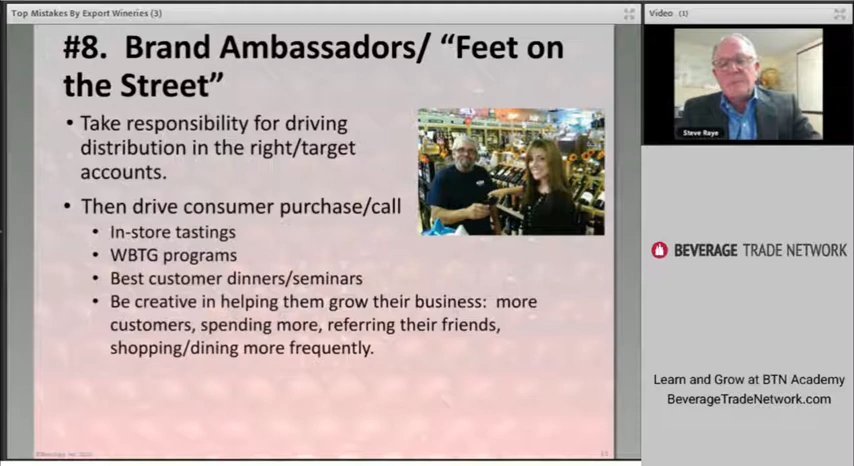 Top Mistakes By Export Wineries (3)
Video (1)
#8. Brand Ambassadors/ “Feet on
the Street”
• Take responsibility for driving
distribution in the right/target
accounts.
• Then drive consumer purchase/call
• In-store tastings
• WBTG programs
• Best customer dinners/seminars
• Be creative in helping them grow their business: more
customers, spending more, referring their friends,
shopping/dining more frequently.
Steve Raye
BEVERAGE TRADE NETWORK
Learn and Grow at BTN Academy
BeverageTradeNetwork.com